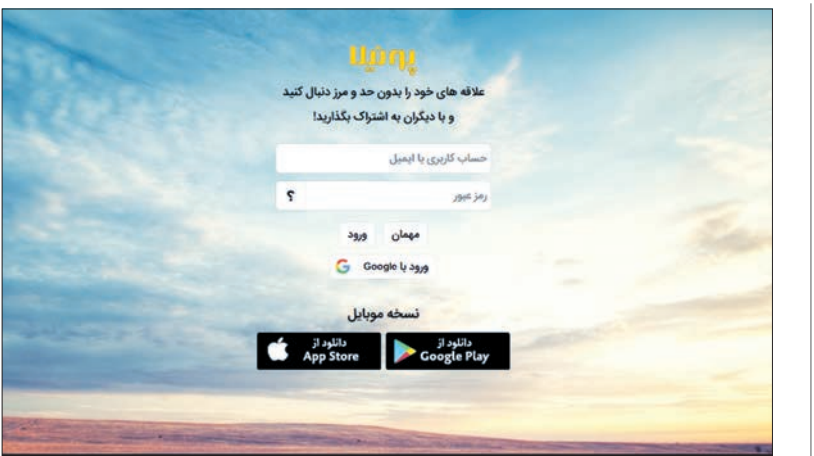 پوفیلا
علاقه های خود را بدون حد و مرز دنبال کنید
و با دیگران به اشتراک بگذارید!
حساب کاربری یا ایمیل
رمز عبور ؟
مهمان ورود
ورود با Google
نسخه موبایل
دانلود از Google Play
دانلود از App Store